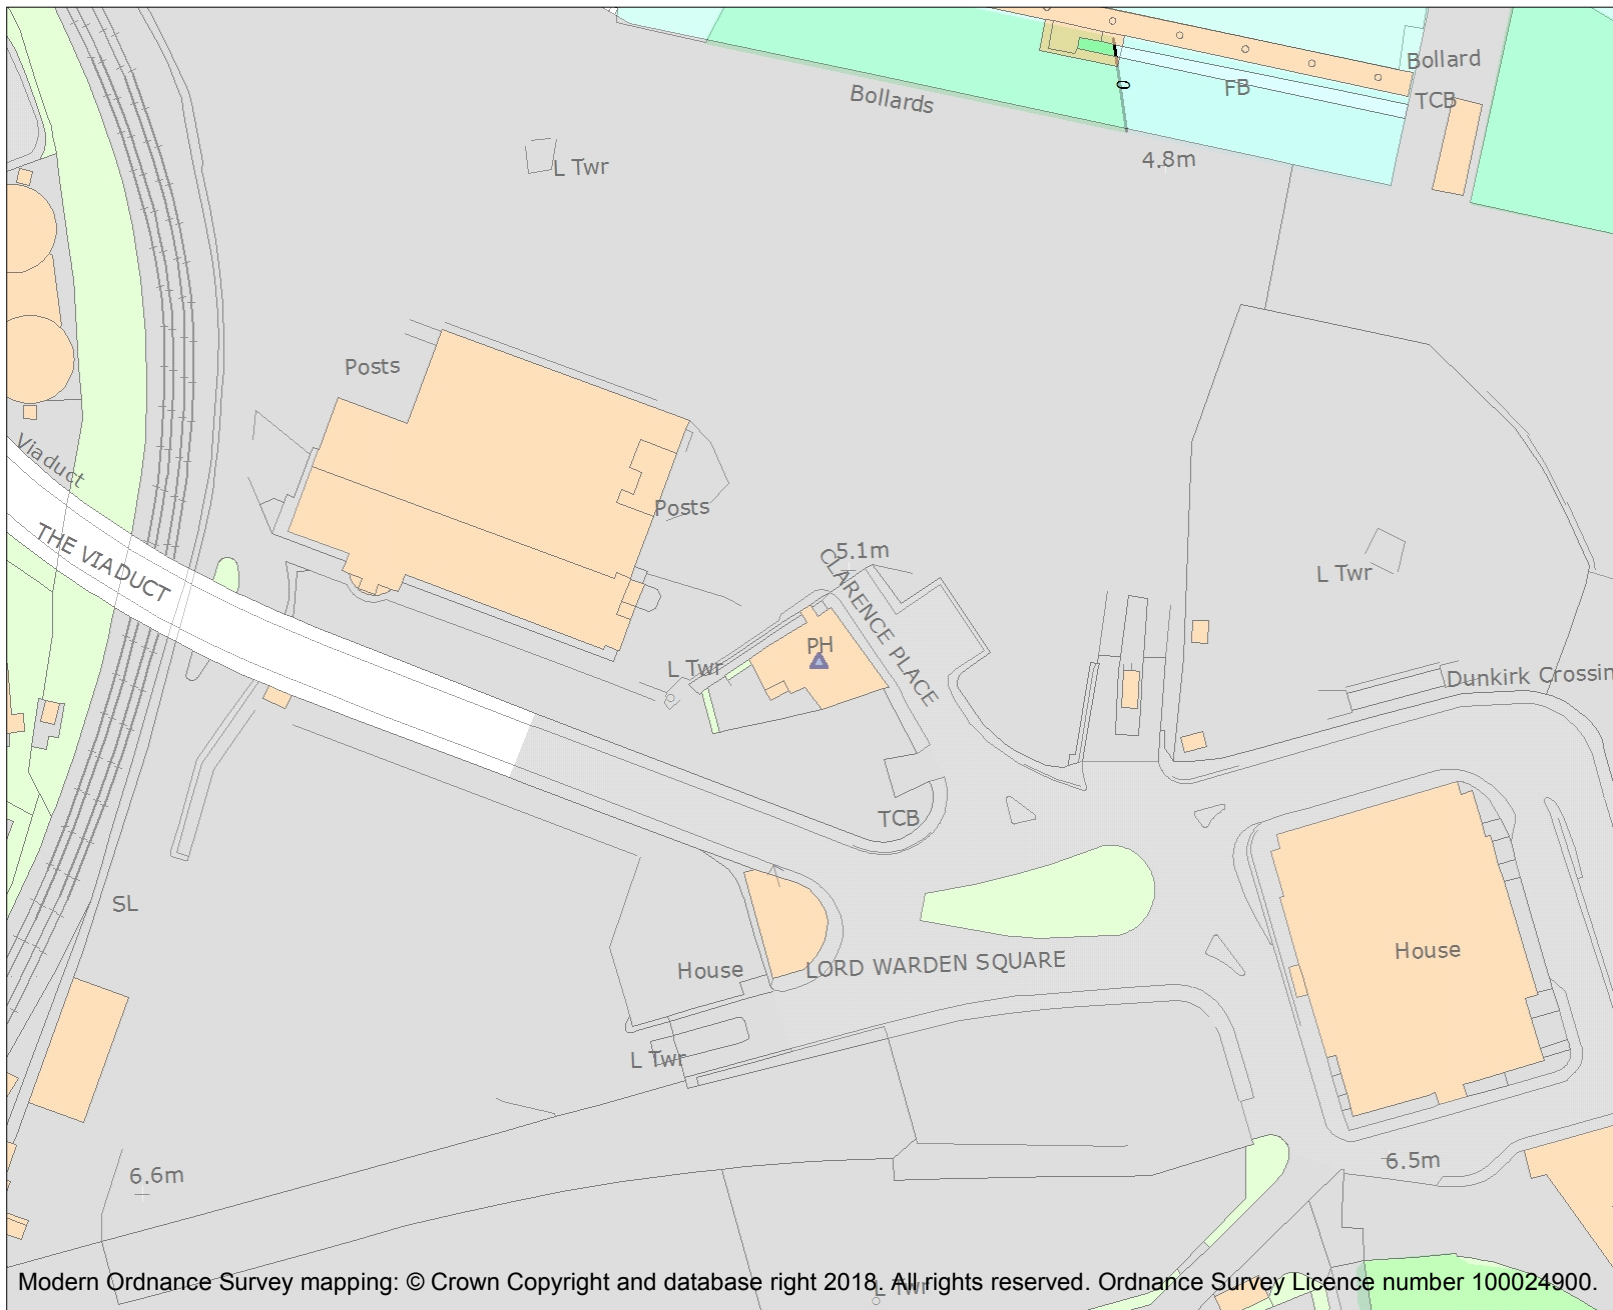 Bollard
FB
TCB
Bollards
0
4.8m
L Twr
Posts
Viaduct
Posts
THE VIADUCT
5.1m
CLARENCE PLACE
L Twr
PH
L Twr
Dunkirk Crossin
TCB
SL
House
LORD WARDEN SQUARE
House
L Twr
6.6m
6.5m
L Twr
Modern Ordnance Survey mapping: © Crown Copyright and database right 2018. All rights reserved. Ordnance Survey Licence number 100024900.